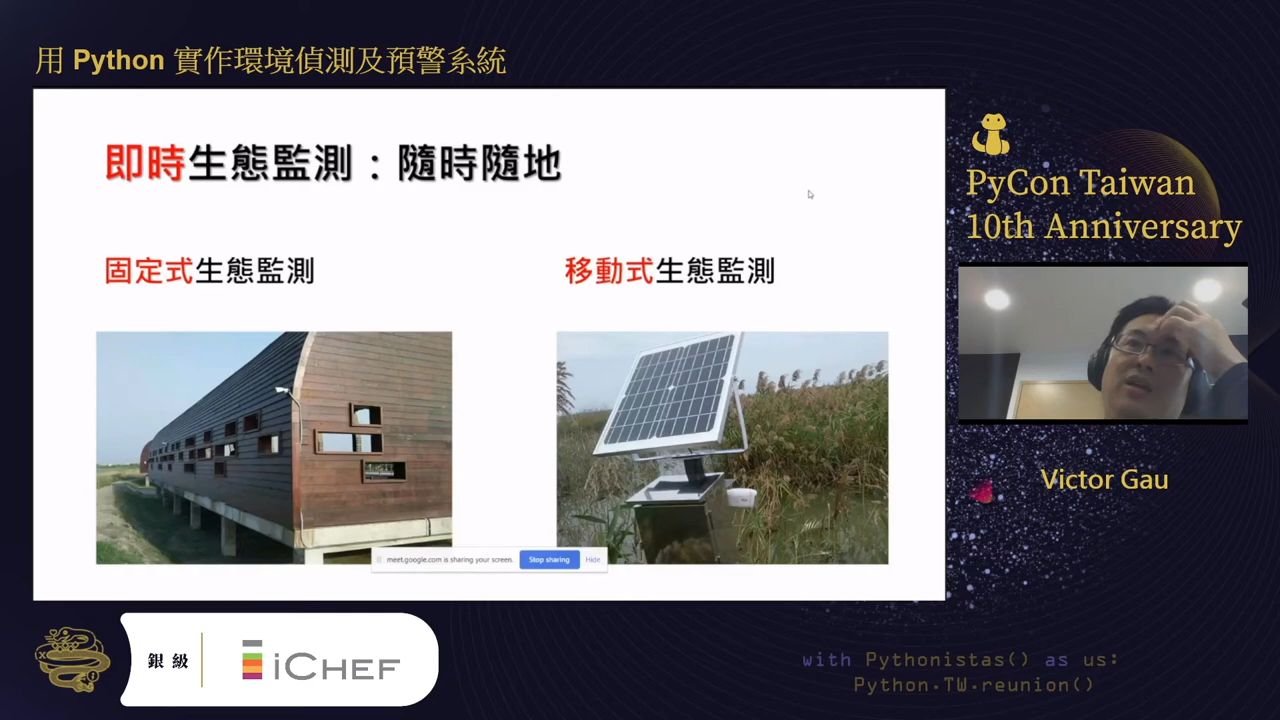 用 Python 實作環境偵測及預警系統
即時生態監測：隨時隨地
固定式生態監測
移動式生態監測
meet.google.com is sharing your screen.
Stop sharing
Hide
PyCon Taiwan
10th Anniversary
Victor Gau
銀級
iCHEF
with Pythonistas() as us:
Python.TW.reunion()